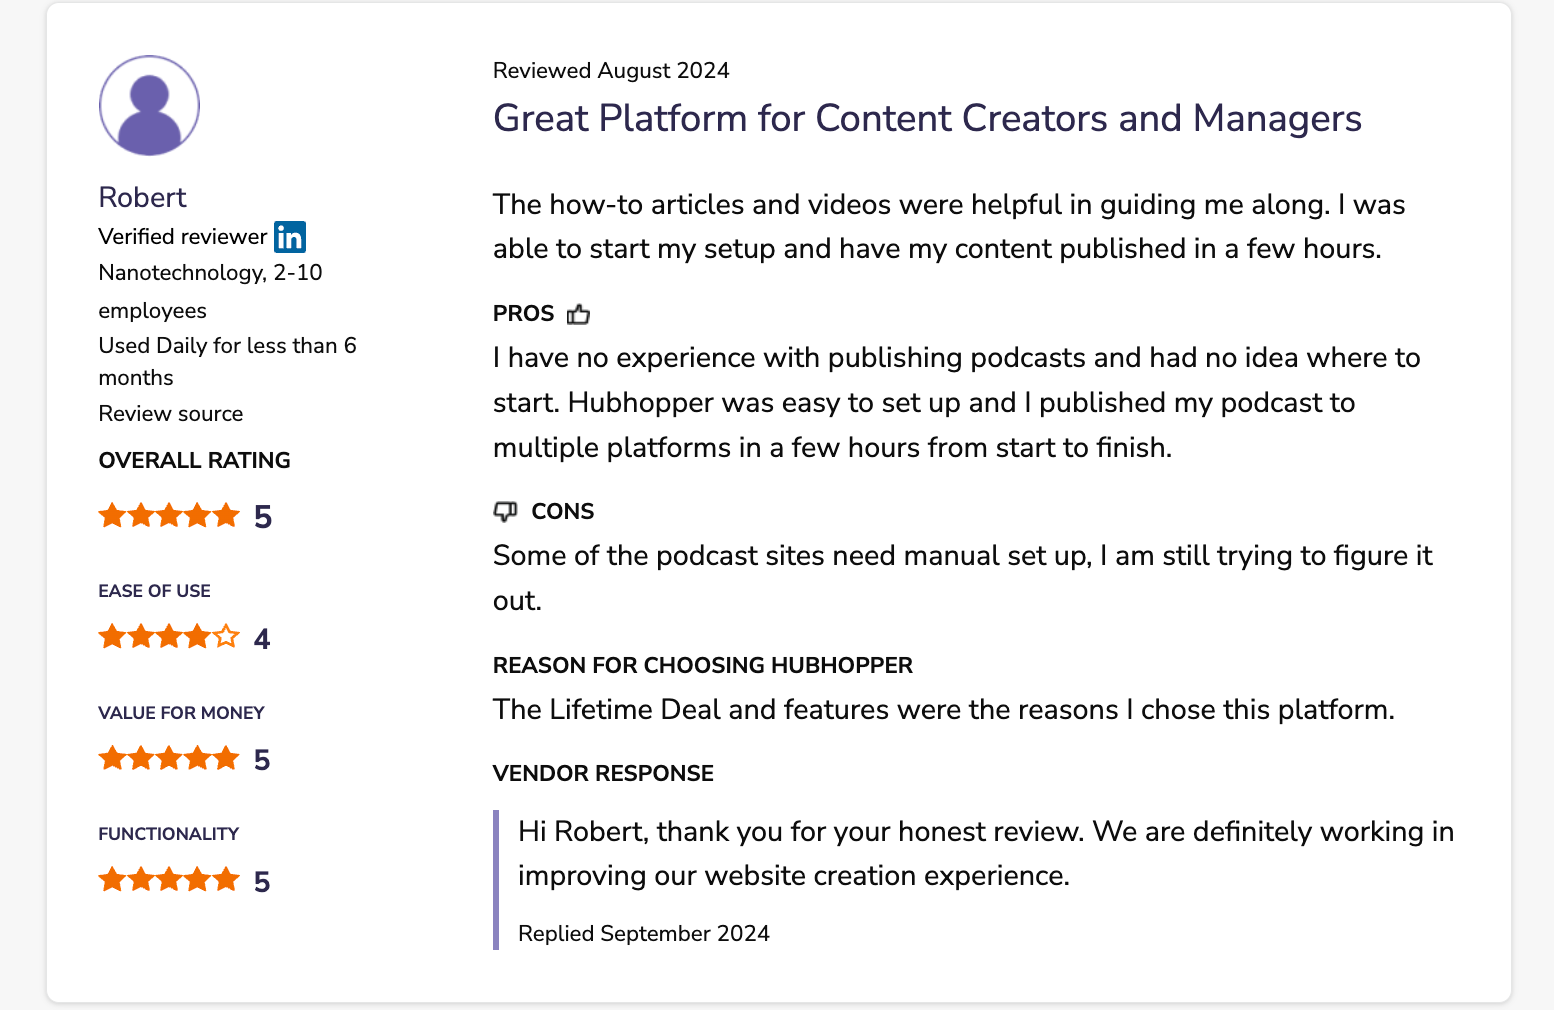 Robert
Verified reviewer in
Nanotechnology, 2-10
employees
Used Daily for less than 6
months
Review source
OVERALL RATING
5
EASE OF USE
4
VALUE FOR MONEY
5
FUNCTIONALITY
5
Reviewed August 2024
Great Platform for Content Creators and Managers
The how-to articles and videos were helpful in guiding me along. I was
able to start my setup and have my content published in a few hours.
PROS
I have no experience with publishing podcasts and had no idea where to
start. Hubhopper was easy to set up and I published my podcast to
multiple platforms in a few hours from start to finish.
CONS
Some of the podcast sites need manual set up, I am still trying to figure it
out.
REASON FOR CHOOSING HUBHOPPER
The Lifetime Deal and features were the reasons I chose this platform.
VENDOR RESPONSE
Hi Robert, thank you for your honest review. We are definitely working in
improving our website creation experience.
Replied September 2024